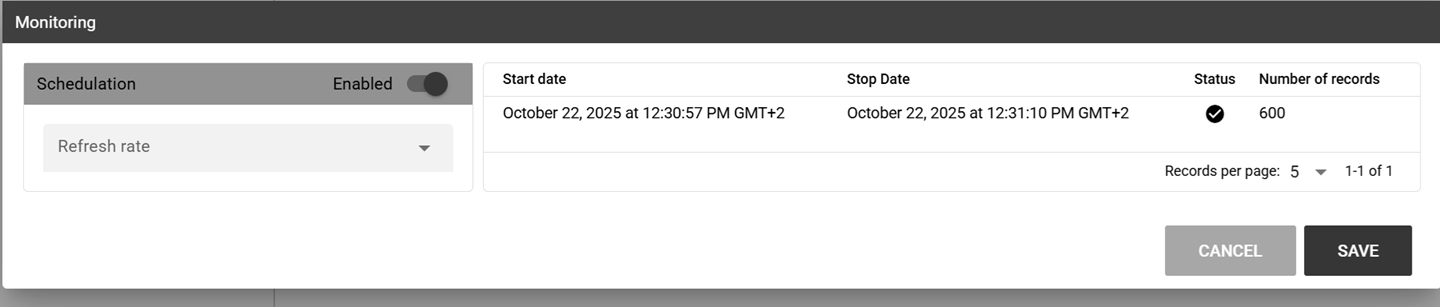 Monitoring
Schedulation Enabled
Refresh rate
Start date Stop Date Status Number of records
October 22, 2025 at 12:30:57 PM GMT+2 October 22, 2025 at 12:31:10 PM GMT+2 600
Records per page: 5 1-1 of 1
CANCEL SAVE